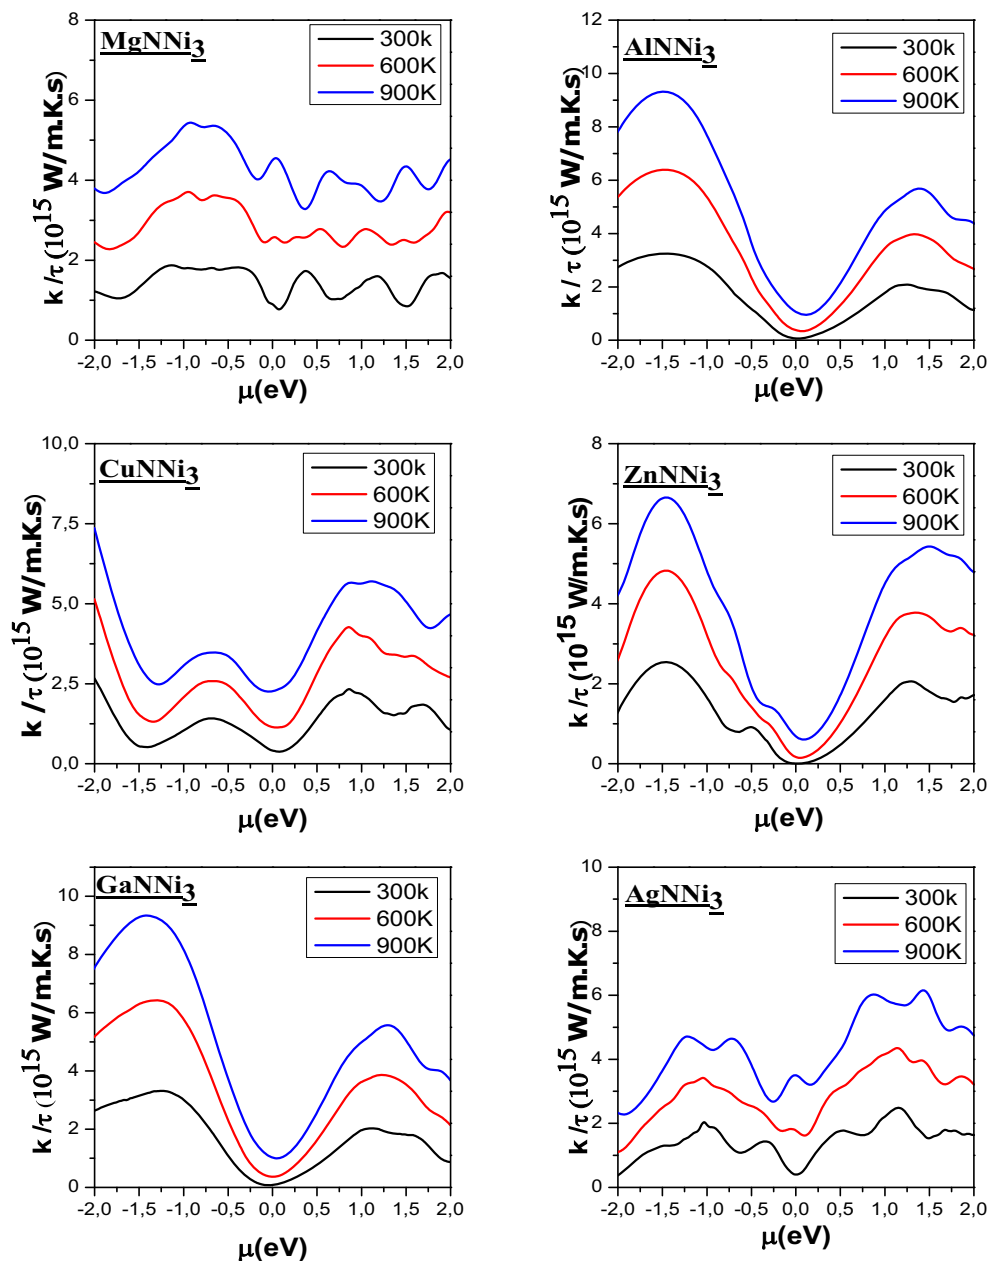 MgNNi3
300k
600K
900K
k /τ (10^15 W/m.K.s)
8
6
4
2
0
-2,0 -1,5 -1,0 -0,5 0,0 0,5 1,0 1,5 2,0
μ(eV)
AlNNi3
300k
600K
900K
k / τ (10^15 W/m.K.s)
12
9
6
4
2
0
-2,0 -1,5 -1,0 -0,5 0,0 0,5 1,0 1,5 2,0
μ(eV)
CuNNi3
300k
600K
900K
k /τ (10^15 W/m.K.s)
10,0
7,5
5,0
2,5
0,0
-2,0 -1,5 -1,0 -0,5 0,0 0,5 1,0 1,5 2,0
μ(eV)
ZnNNi3
300k
600K
900K
k /τ (10^15 W/m.K.s)
8
6
4
2
0
-2,0 -1,5 -1,0 -0,5 0,0 0,5 1,0 1,5 2,0
μ(eV)
GaNNi3
300k
600K
900K
k /τ (10^15 W/m.K.s)
10
8
6
4
2
0
-2,0 -1,5 -1,0 -0,5 0,0 0,5 1,0 1,5 2,0
μ(eV)
AgNNi3
300k
600K
900K
k /τ (10^15 W/m.K.s)
10
8
6
4
2
0
-2,0 -1,5 -1,0 -0,5 0,0 0,5 1,0 1,5 2,0
μ(eV)